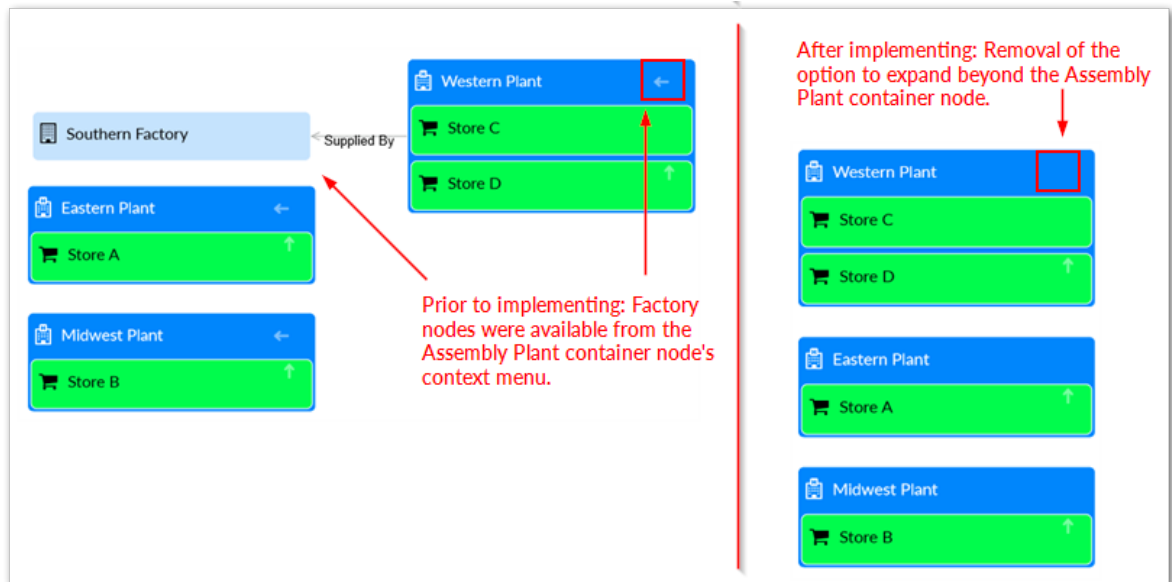 Western Plant
Store C
Store D
Southern Factory
Supplied By
Eastern Plant
Store A
Midwest Plant
Store B
Prior to implementing: Factory
nodes were available from the
Assembly Plant container node's
context menu.
After implementing: Removal of the
option to expand beyond the Assembly
Plant container node.
Western Plant
Store C
Store D
Eastern Plant
Store A
Midwest Plant
Store B